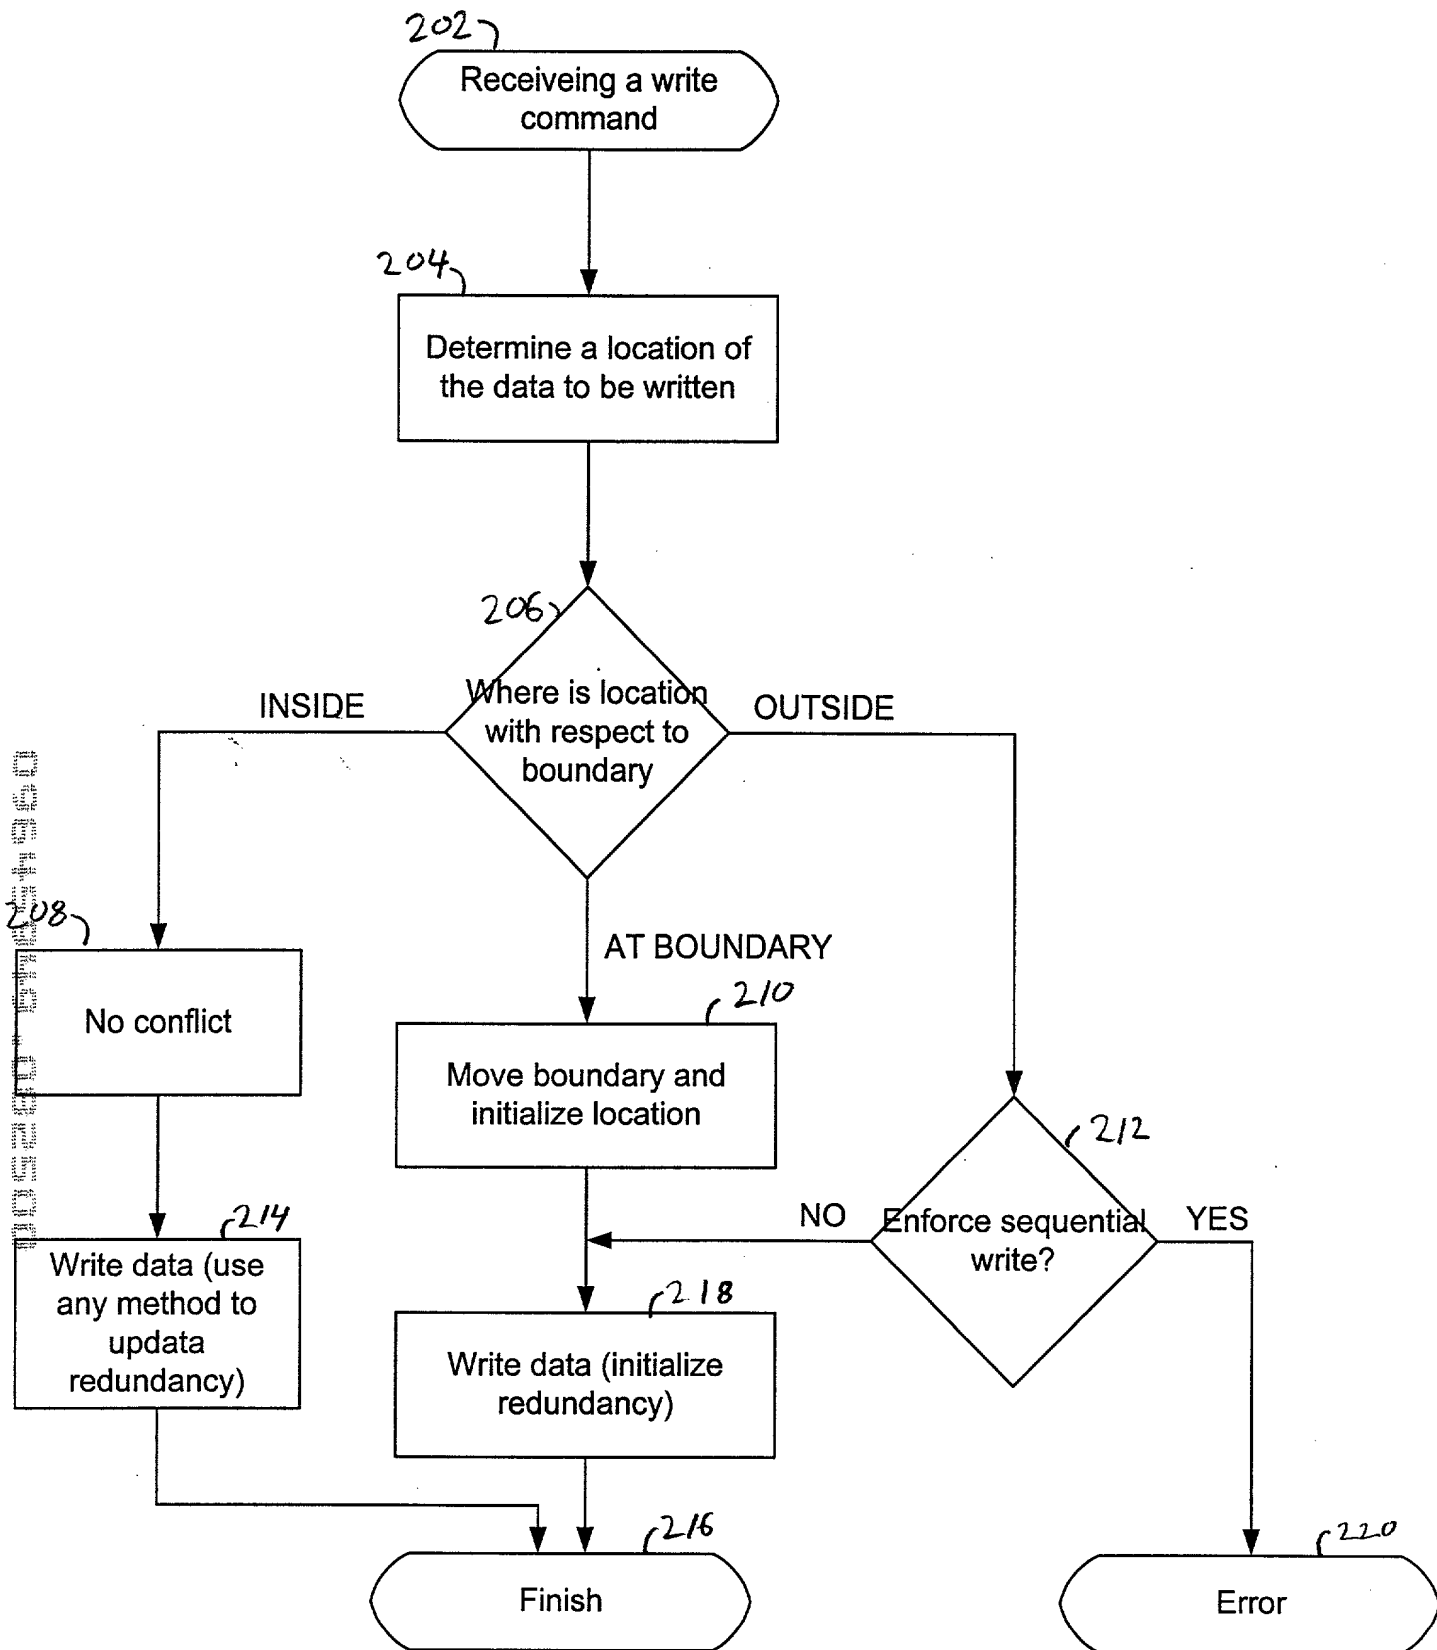 202
Receiveing a write
command
204
Determine a location of
the data to be written
206
Where is location
with respect to
boundary
INSIDE
OUTSIDE
AT BOUNDARY
208
No conflict
210
Move boundary and
initialize location
212
Enforce sequential
write?
NO
YES
214
Write data (use
any method to
updata
redundancy)
218
Write data (initialize
redundancy)
216
Finish
220
Error